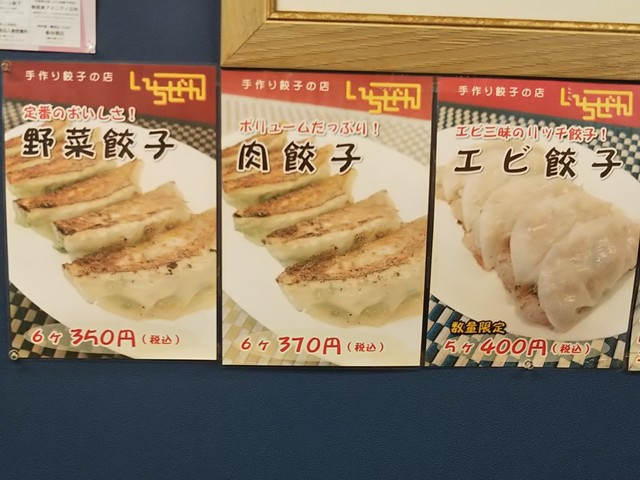 手作り餃子の店
いちばん
定番のおいしさ!
野菜餃子
6ヶ 350円(税込)
手作り餃子の店
いちばん
ボリュームたっぷり!
肉餃子
6ヶ 370円(税込)
手作り餃子の店
いちばん
エビ三昧のリッチ餃子!
エビ餃子
数量限定
5ヶ 400円(税込)